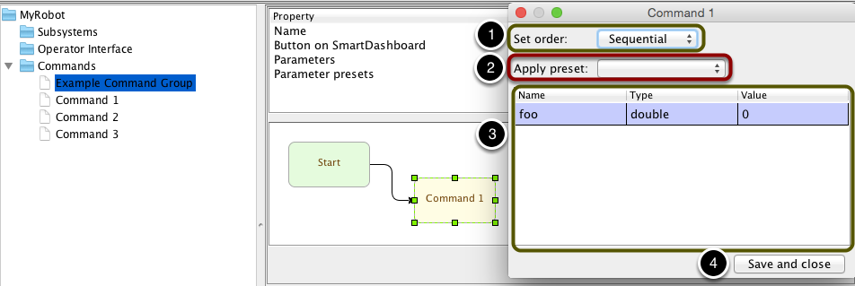 MyRobot
Subsystems
Operator Interface
Commands
Example Command Group
Command 1
Command 2
Command 3
Property
Name
Button on SmartDashboard
Parameters
Parameter presets
Start
Command 1
Command 1
1 Set order: Sequential
2 Apply preset:
Name Type Value
3 foo double 0
4 Save and close